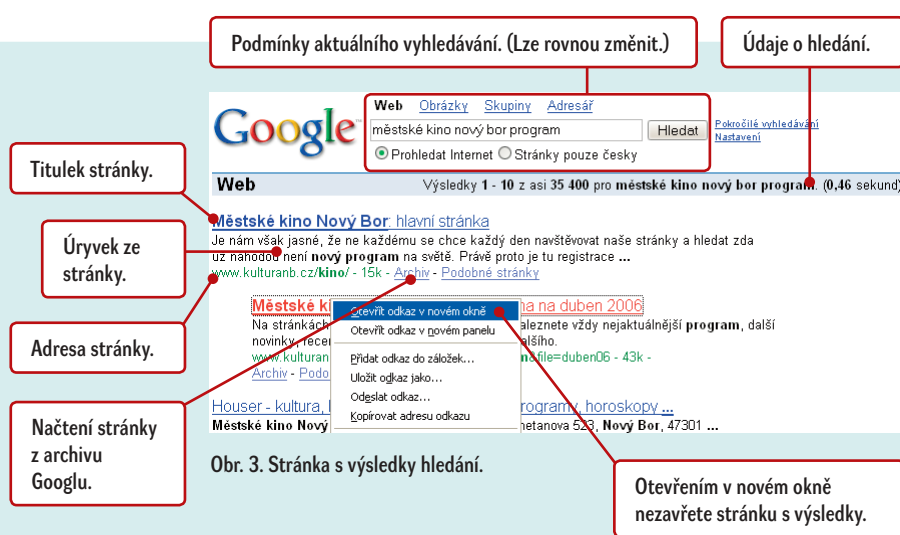 Podmínky aktuálního vyhledávání. (Lze rovnou změnit.)
Údaje o hledání.
Google
Web Obrázky Skupiny Adresář
městské kino nový bor program
Hledat
Pokročilé vyhledávání
Nastavení
Prohledat Internet Stránky pouze česky
Titulek stránky.
Web
Výsledky 1 - 10 z asi 35 400 pro městské kino nový bor program. (0,46 sekund)
Městské kino Nový Bor: hlavní stránka
Úryvek ze
stránky.
Je nám však jasné, že ne každému se chce každý den navštěvovat naše stránky a hledat zda
už náhodou není nový program na světě. Právě proto je tu registrace ...
www.kulturanb.cz/kino/ - 15k - Archiv - Podobné stránky
Adresa stránky.
Městské k
na na duben 2006
Na stránkách
aleznete vždy nejaktuálnější program, další
novinky, recen
alšího.
www.kulturan
n&file=duben06 - 43k -
Archiv - Podo
Otevřít odkaz v novém okně
Otevřít odkaz v novém panelu
Přidat odkaz do záložek...
Uložit odkaz jako...
Odeslat odkaz...
Kopírovat adresu odkazu
Načtení stránky
z archivu
Googlu.
Houser - kultura,
rogramy, horoskopy ...
Městské kino Nový
netanova 523, Nový Bor, 47301 ...
Obr. 3. Stránka s výsledky hledání.
Otevřením v novém okně
nezavřete stránku s výsledky.